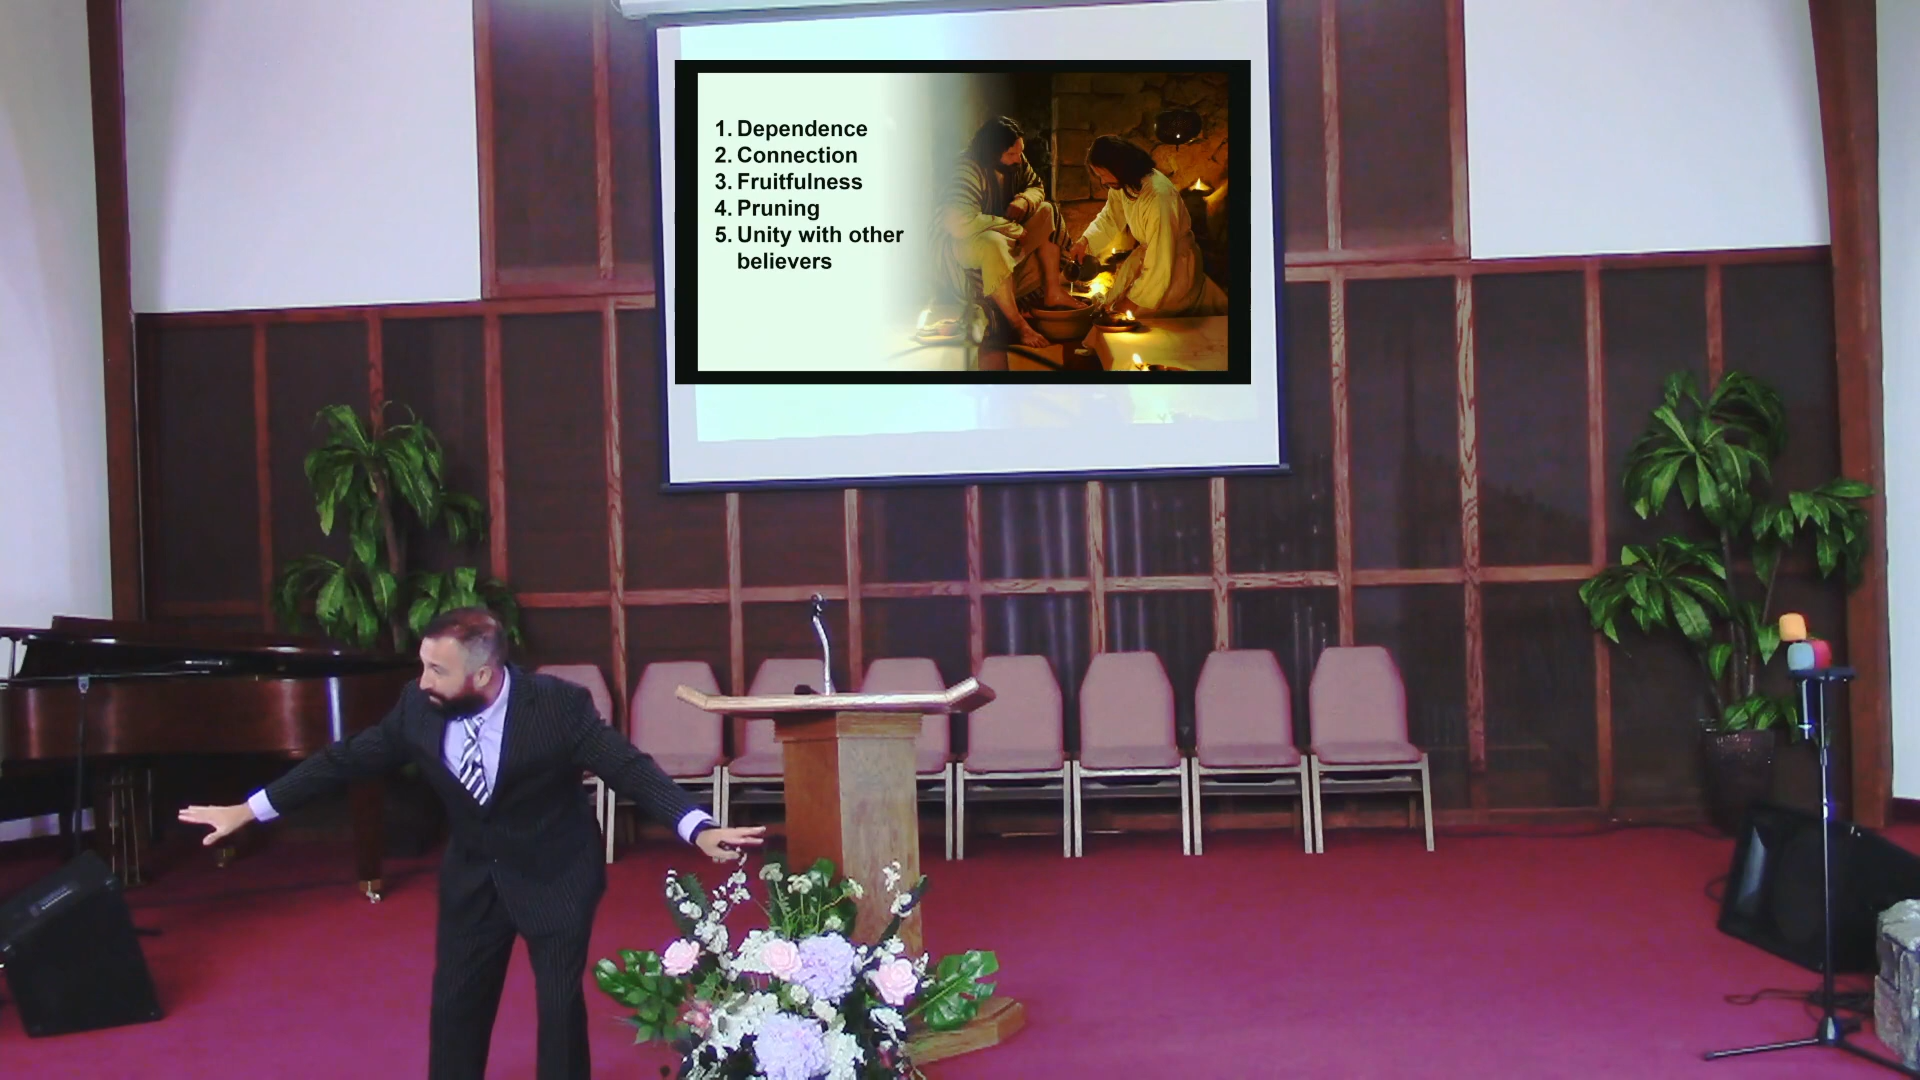 1. Dependence
2. Connection
3. Fruitfulness
4. Pruning
5. Unity with other
believers